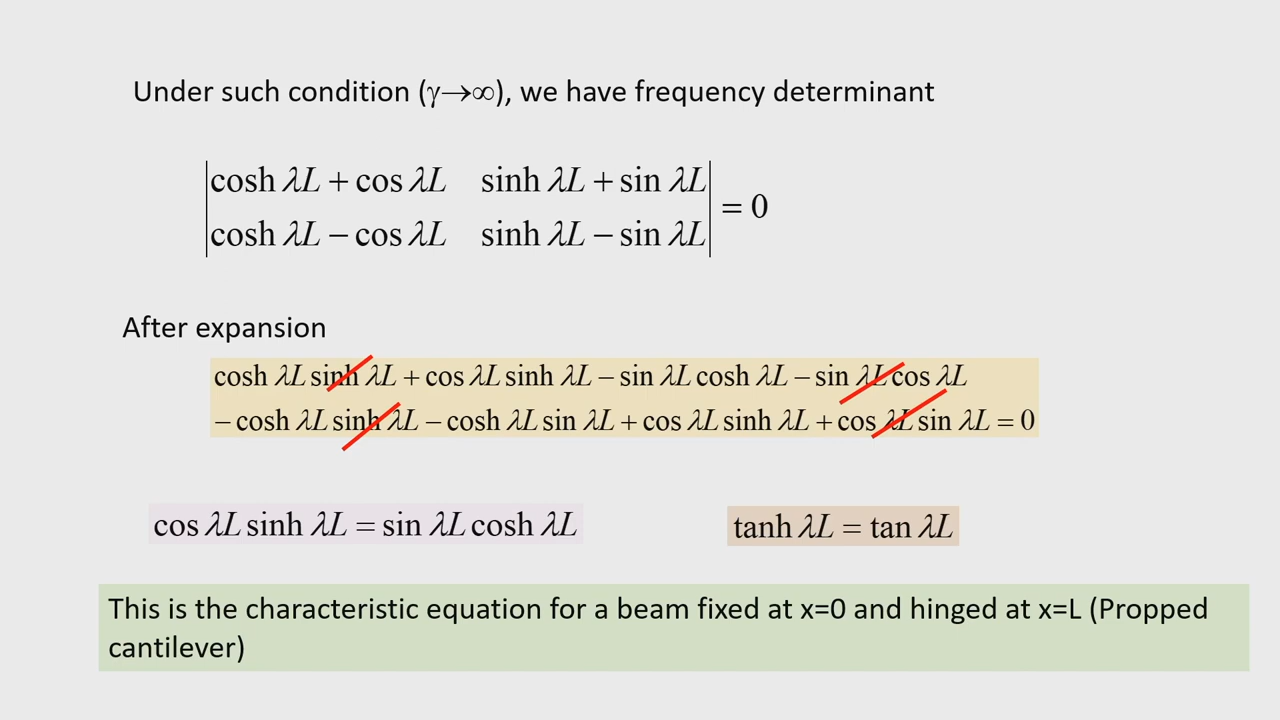 Under such condition (γ→∞), we have frequency determinant
|cosh λL + cos λL   sinh λL + sin λL|
|cosh λL − cos λL   sinh λL − sin λL| = 0
After expansion
cosh λL sinh λL + cos λL sinh λL − sin λL cosh λL − sin λL cos λL
− cosh λL sinh λL − cosh λL sin λL + cos λL sinh λL + cos λL sin λL = 0
cos λL sinh λL = sin λL cosh λL
tanh λL = tan λL
This is the characteristic equation for a beam fixed at x=0 and hinged at x=L (Propped
cantilever)